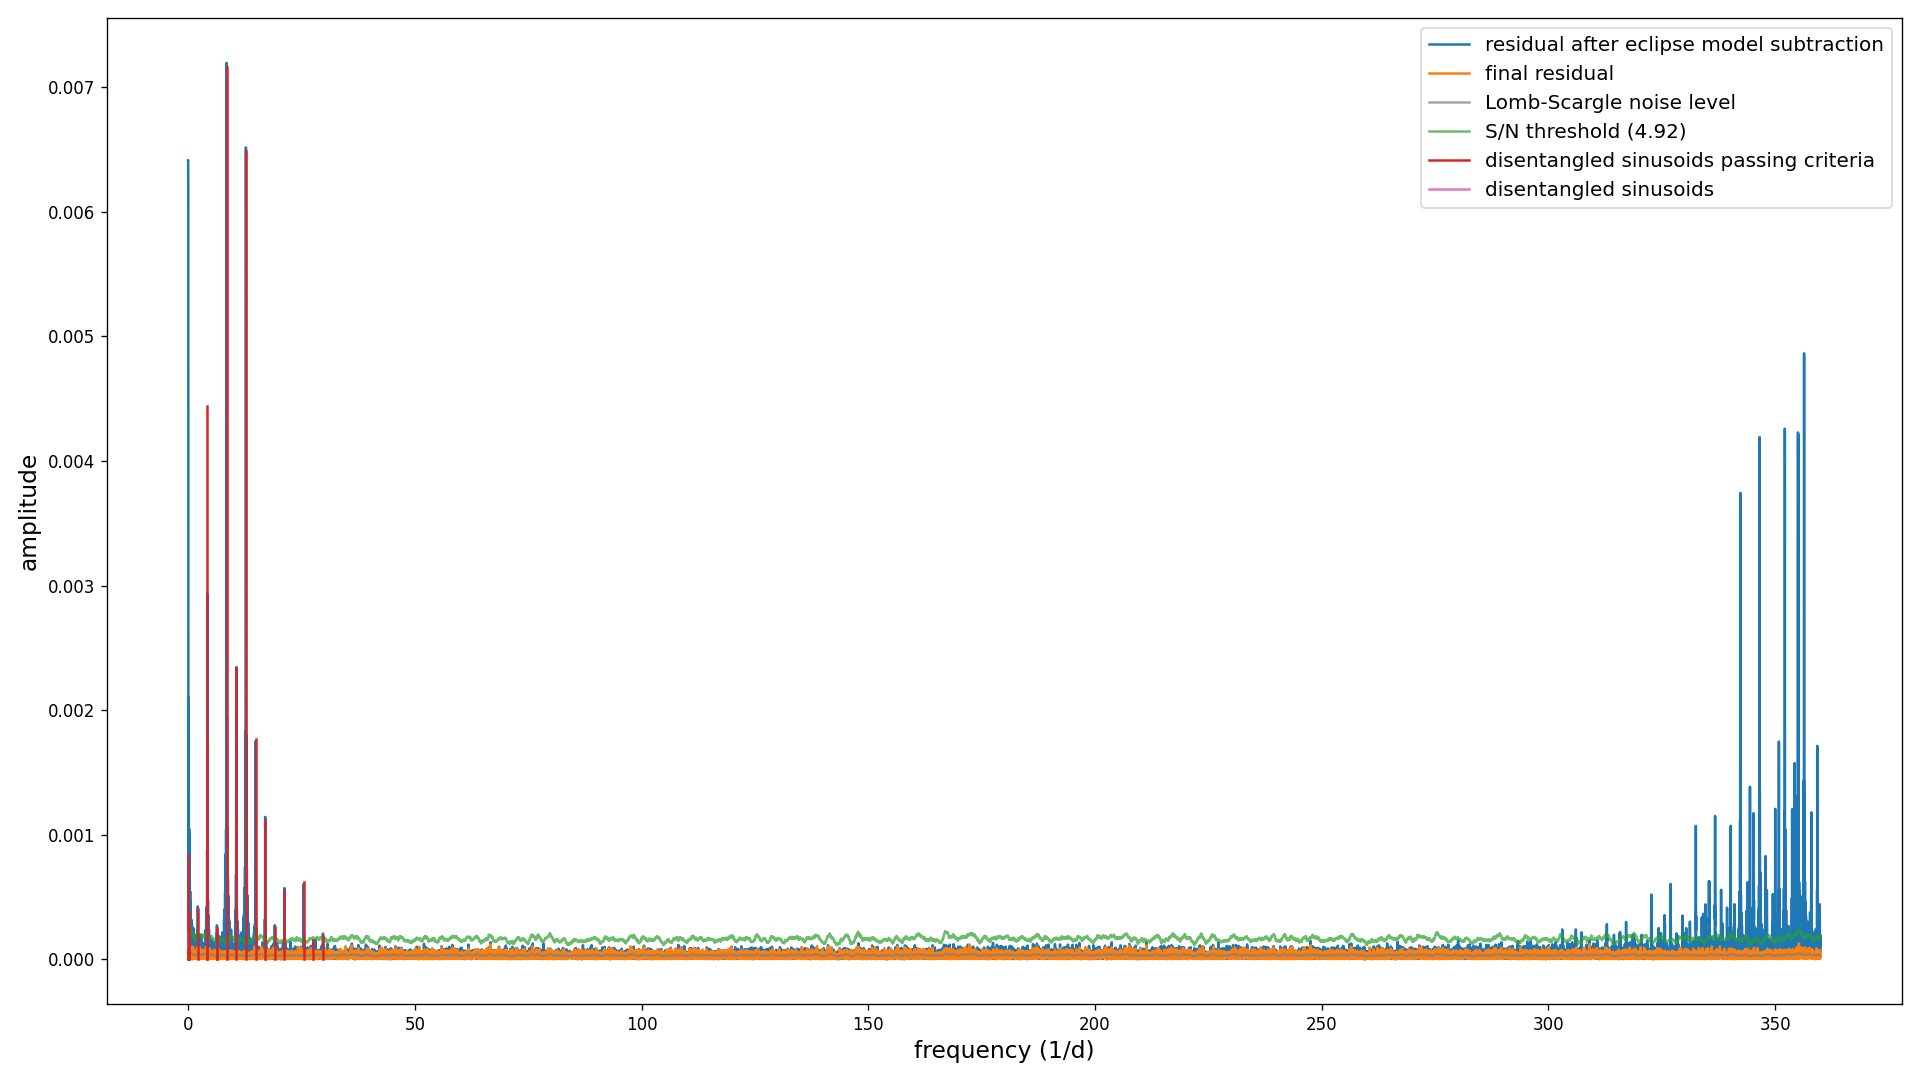 residual after eclipse model subtraction
final residual
Lomb-Scargle noise level
S/N threshold (4.92)
disentangled sinusoids passing criteria
disentangled sinusoids
0.007
0.006
0.005
0.004
0.003
0.002
0.001
0.000
amplitude
0 50 100 150 200 250 300 350
frequency (1/d)